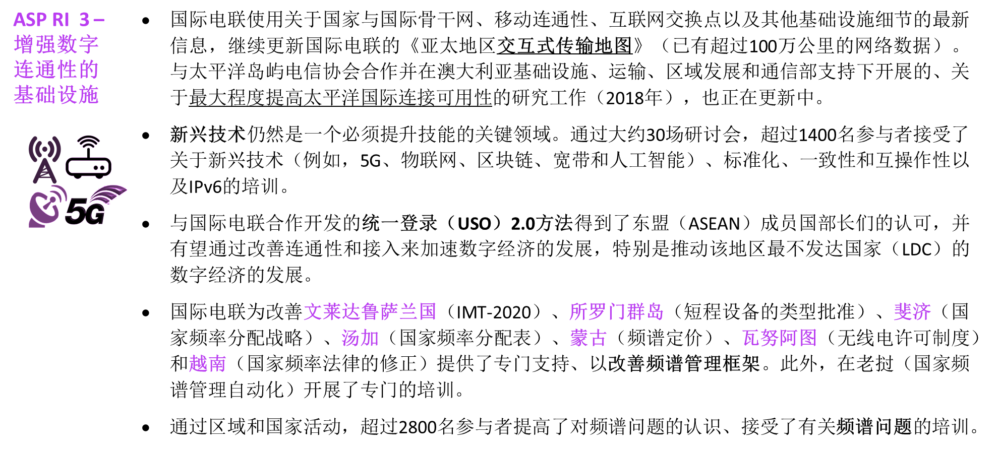 ASP RI 3 –
增强数字
连通性的
基础设施
• 国际电联使用关于国家与国际骨干网、移动连通性、互联网交换点以及其他基础设施细节的最新
信息，继续更新国际电联的《亚太地区交互式传输地图》（已有超过100万公里的网络数据）。
与太平洋岛屿电信协会合作并在澳大利亚基础设施、运输、区域发展和通信部支持下开展的、关
于最大程度提高太平洋国际连接可用性的研究工作（2018年），也正在更新中。
• 新兴技术仍然是一个必须提升技能的关键领域。通过大约30场研讨会，超过1400名参与者接受了
关于新兴技术（例如，5G、物联网、区块链、宽带和人工智能）、标准化、一致性和互操作性以
及IPv6的培训。
5G
• 与国际电联合作开发的统一登录（USO）2.0方法得到了东盟（ASEAN）成员国部长们的认可，并
有望通过改善连通性和接入来加速数字经济的发展，特别是推动该地区最不发达国家（LDC）的
数字经济的发展。
• 国际电联为改善文莱达鲁萨兰国（IMT-2020）、所罗门群岛（短程设备的类型批准）、斐济（国
家频率分配战略）、汤加（国家频率分配表）、蒙古（频谱定价）、瓦努阿图（无线电许可制度）
和越南（国家频率法律的修正）提供了专门支持、以改善频谱管理框架。此外，在老挝（国家频
谱管理自动化）开展了专门的培训。
• 通过区域和国家活动，超过2800名参与者提高了对频谱问题的认识、接受了有关频谱问题的培训。